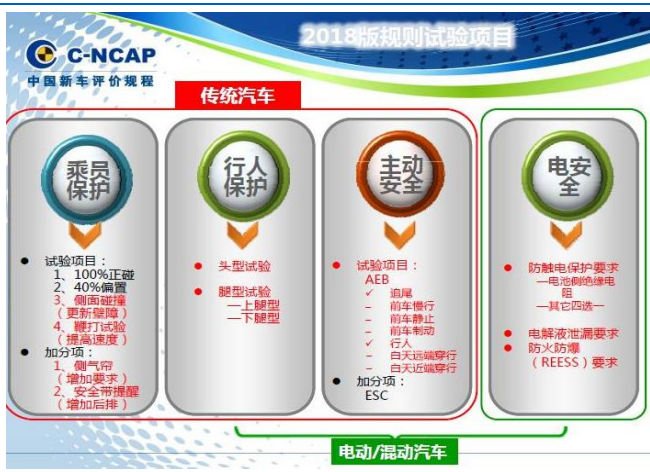 C-NCAP
中国新车评价规程
2018版规则试验项目
传统汽车
乘员
保护
● 试验项目：
1、100%正碰
2、40%偏置
3、侧面碰撞
（更新壁障）
4、鞭打试验
（提高速度）
● 加分项：
1、侧气帘
（增加要求）
2、安全带提醒
（增加后排）
行人
保护
● 头型试验
● 腿型试验
—上腿型
—下腿型
主动
安全
● 试验项目：
AEB
✓ 追尾
– 前车慢行
– 前车静止
– 前车制动
✓ 行人
– 白天远端穿行
– 白天近端穿行
● 加分项：
ESC
电安
全
● 防触电保护要求
—电池侧绝缘电
阻
—其它四选一
● 电解液泄漏要求
● 防火防爆
（REESS）要求
电动/混动汽车